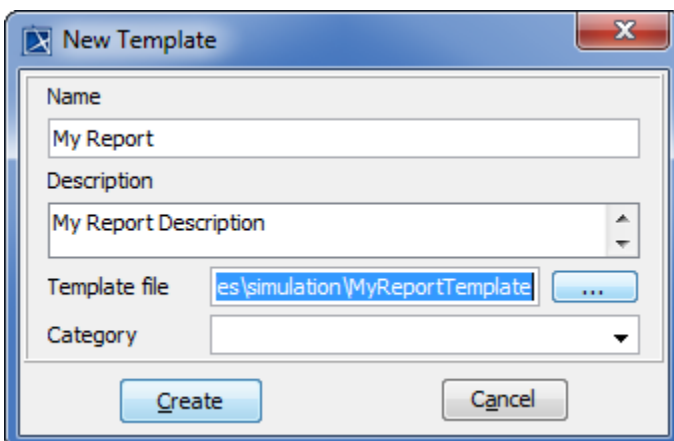 New Template
Name
My Report
Description
My Report Description
Template file es\simulation\MyReportTemplate ...
Category
Create Cancel